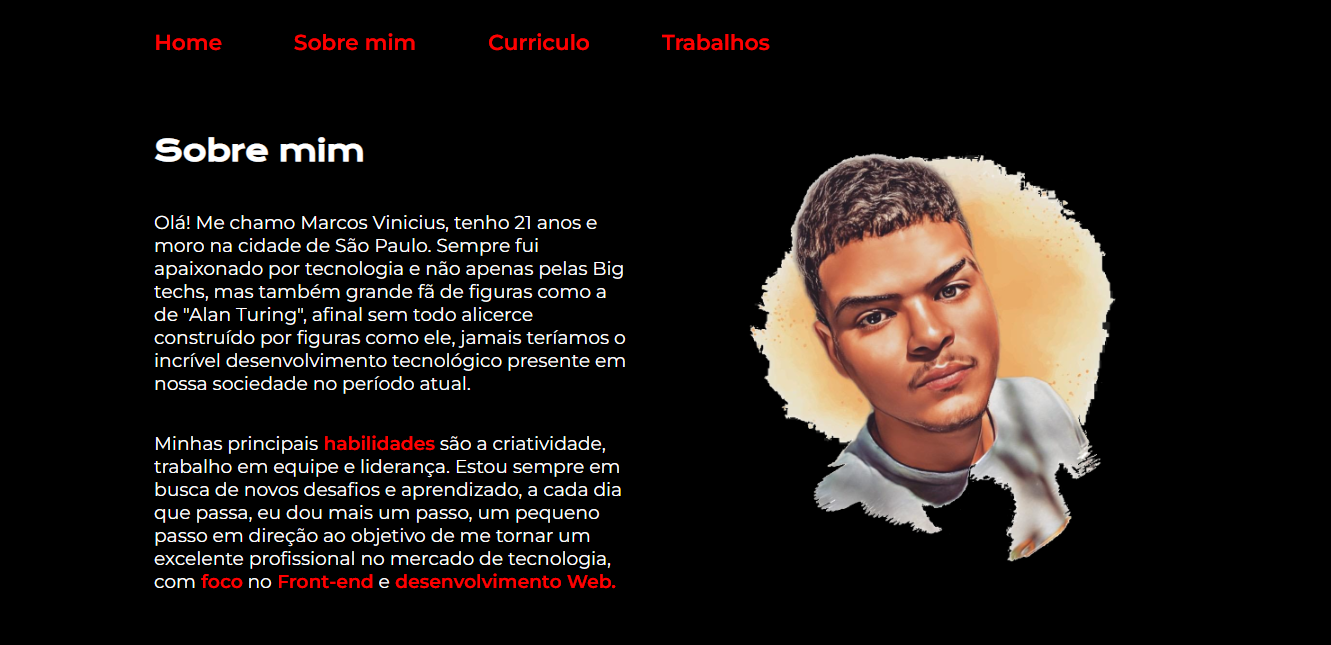 Home Sobre mim Curriculo Trabalhos
Sobre mim
Olá! Me chamo Marcos Vinicius, tenho 21 anos e
moro na cidade de São Paulo. Sempre fui
apaixonado por tecnologia e não apenas pelas Big
techs, mas também grande fã de figuras como a
de "Alan Turing", afinal sem todo alicerce
construído por figuras como ele, jamais teríamos o
incrível desenvolvimento tecnológico presente em
nossa sociedade no período atual.
Minhas principais habilidades são a criatividade,
trabalho em equipe e liderança. Estou sempre em
busca de novos desafios e aprendizado, a cada dia
que passa, eu dou mais um passo, um pequeno
passo em direção ao objetivo de me tornar um
excelente profissional no mercado de tecnologia,
com foco no Front-end e desenvolvimento Web.